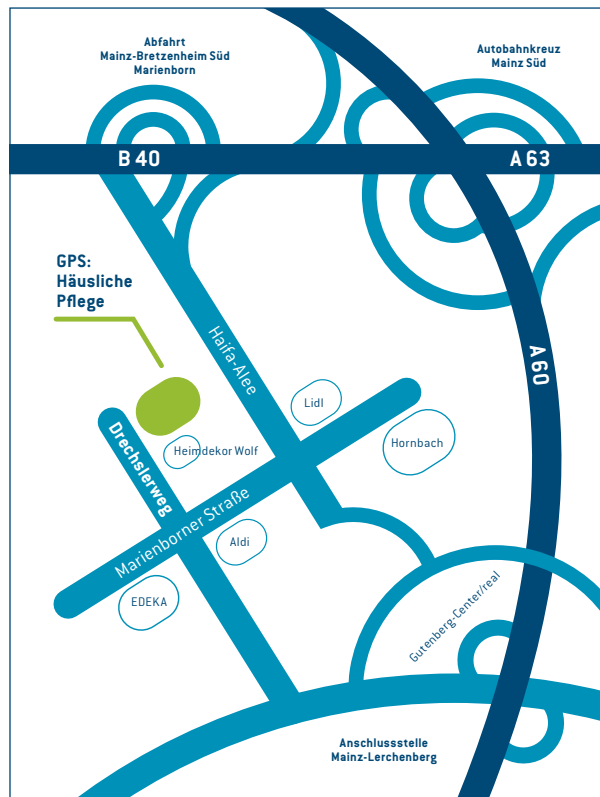 Abfahrt
Mainz-Bretzenheim Süd
Marienborn
Autobahnkreuz
Mainz Süd
B 40
A 63
GPS:
Häusliche
Pflege
Haifa-Alee
A 60
Lidl
Hornbach
Drechslerweg
Heimdekor Wolf
Marienborner Straße
Aldi
EDEKA
Gutenberg-Center/real
Anschlussstelle
Mainz-Lerchenberg